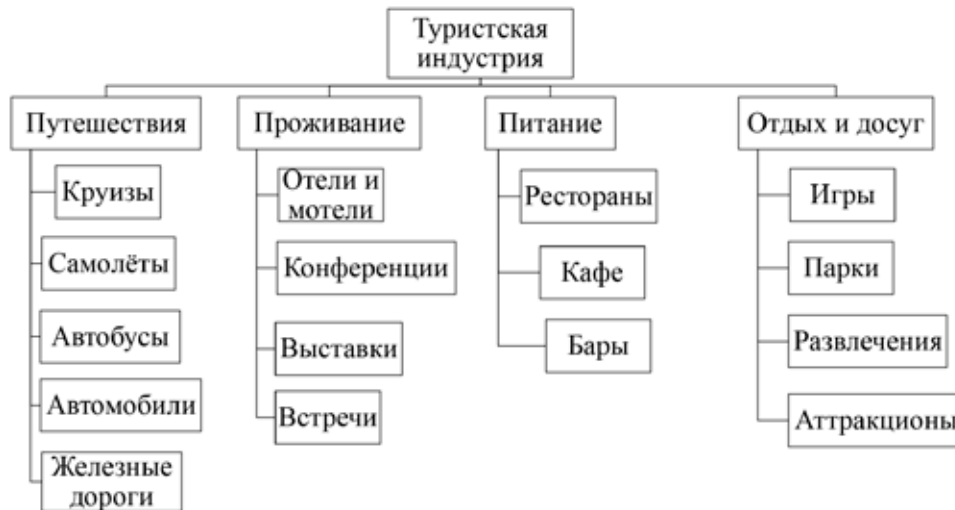 Туристская
индустрия
Путешествия
Круизы
Самолёты
Автобусы
Автомобили
Железные
дороги
Проживание
Отели и
мотели
Конференции
Выставки
Встречи
Питание
Рестораны
Кафе
Бары
Отдых и досуг
Игры
Парки
Развлечения
Аттракционы